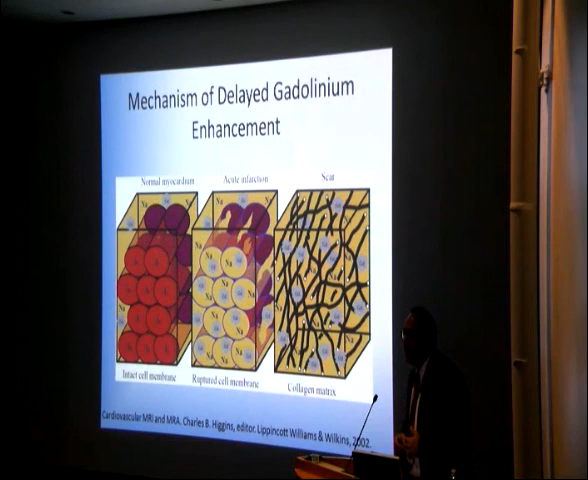 Mechanism of Delayed Gadolinium
Enhancement
Normal myocardium Acute infarction Scar
Intact cell membrane Ruptured cell membrane Collagen matrix
Cardiovascular MRI and MRA. Charles B. Higgins, editor. Lippincott Williams & Wilkins, 2002.